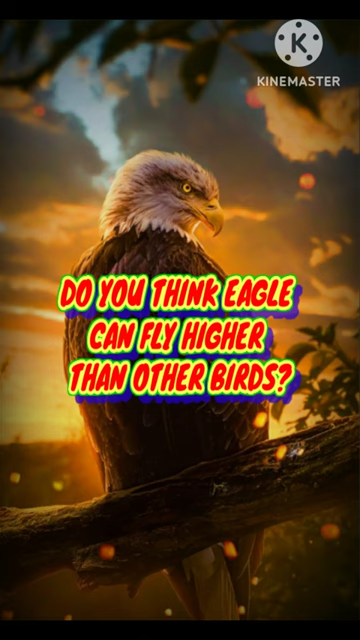 KINEMASTER
DO YOU THINK EAGLE
CAN FLY HIGHER
THAN OTHER BIRDS?